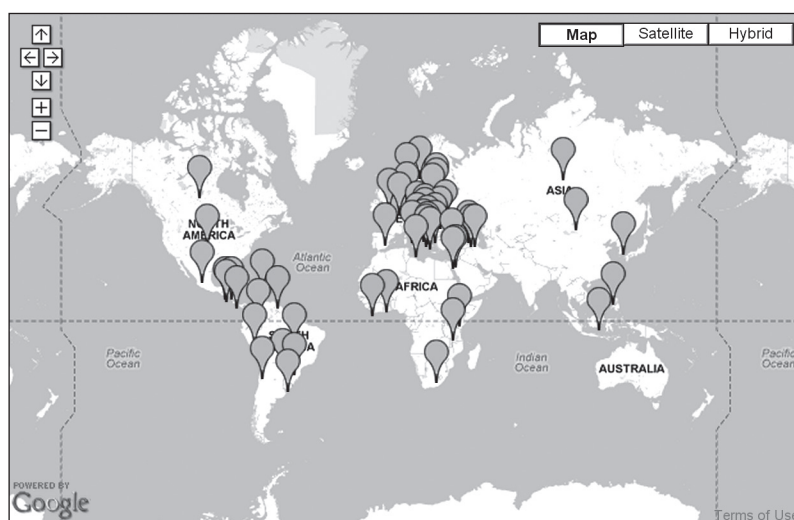 Map Satellite Hybrid
ASIA
NORTH
AMERICA
Atlantic
Ocean
AFRICA
Pacific
Ocean
Indian
Ocean
Pacific
Ocean
AUSTRALIA
POWERED BY
Google
Terms of Use